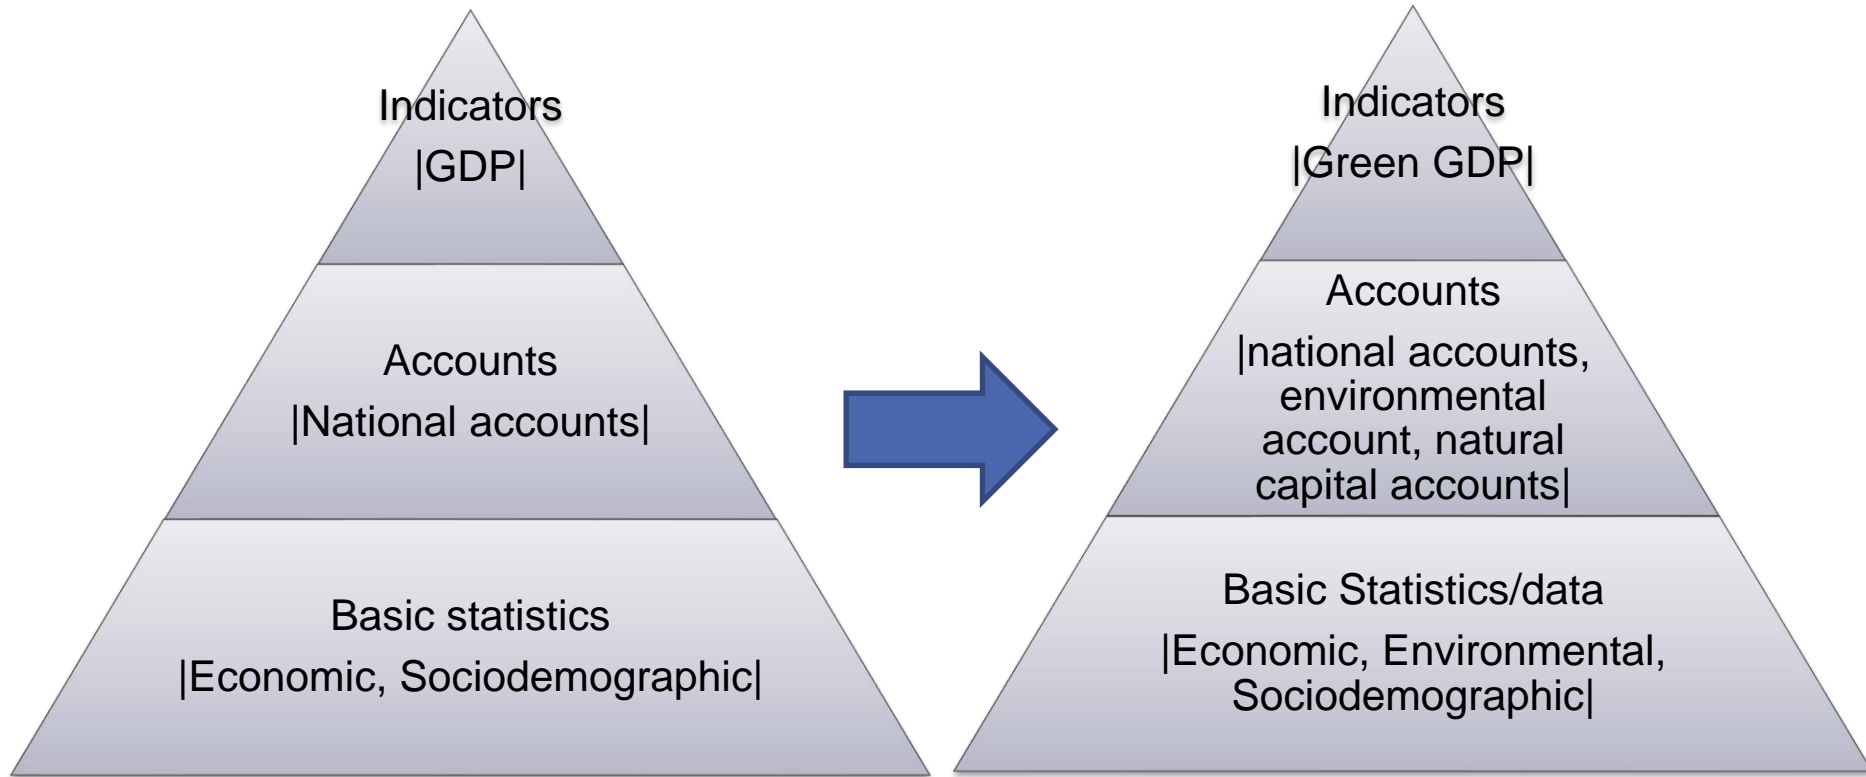 Indicators
|GDP|
Accounts
|National accounts|
Basic statistics
|Economic, Sociodemographic|
Indicators
|Green GDP|
Accounts
|national accounts,
environmental
account, natural
capital accounts|
Basic Statistics/data
|Economic, Environmental,
Sociodemographic|